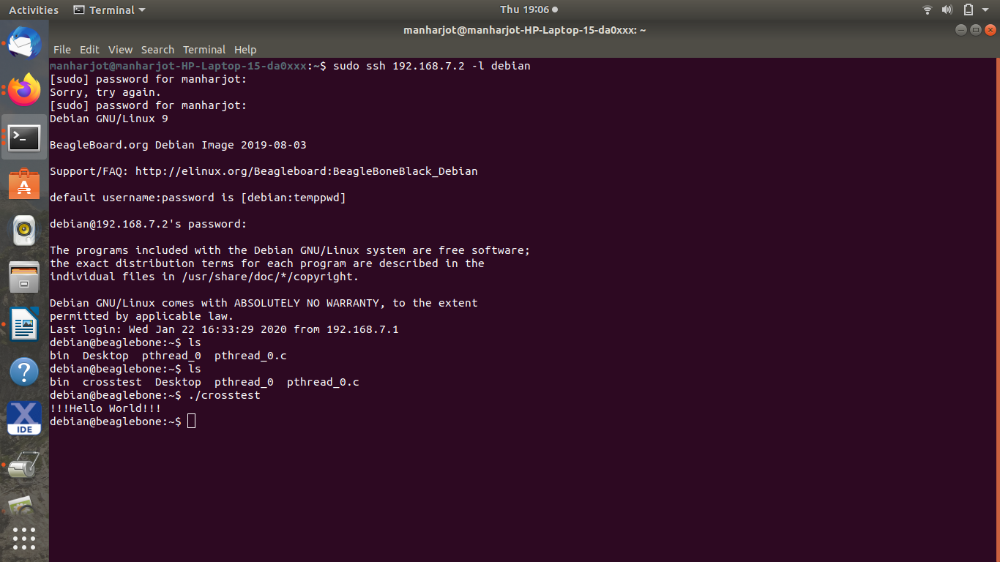 Activities Terminal Thu 19:06
manharjot@manharjot-HP-Laptop-15-da0xxx: ~
File Edit View Search Terminal Help
manharjot@manharjot-HP-Laptop-15-da0xxx:~$ sudo ssh 192.168.7.2 -l debian
[sudo] password for manharjot:
Sorry, try again.
[sudo] password for manharjot:
Debian GNU/Linux 9
BeagleBoard.org Debian Image 2019-08-03
Support/FAQ: http://elinux.org/Beagleboard:BeagleBoneBlack_Debian
default username:password is [debian:temppwd]
debian@192.168.7.2's password:
The programs included with the Debian GNU/Linux system are free software;
the exact distribution terms for each program are described in the
individual files in /usr/share/doc/*/copyright.
Debian GNU/Linux comes with ABSOLUTELY NO WARRANTY, to the extent
permitted by applicable law.
Last login: Wed Jan 22 16:33:29 2020 from 192.168.7.1
debian@beaglebone:~$ ls
bin  Desktop  pthread_0  pthread_0.c
debian@beaglebone:~$ ls
bin  crosstest  Desktop  pthread_0  pthread_0.c
debian@beaglebone:~$ ./crosstest
!!!Hello World!!!
debian@beaglebone:~$
X
IDE